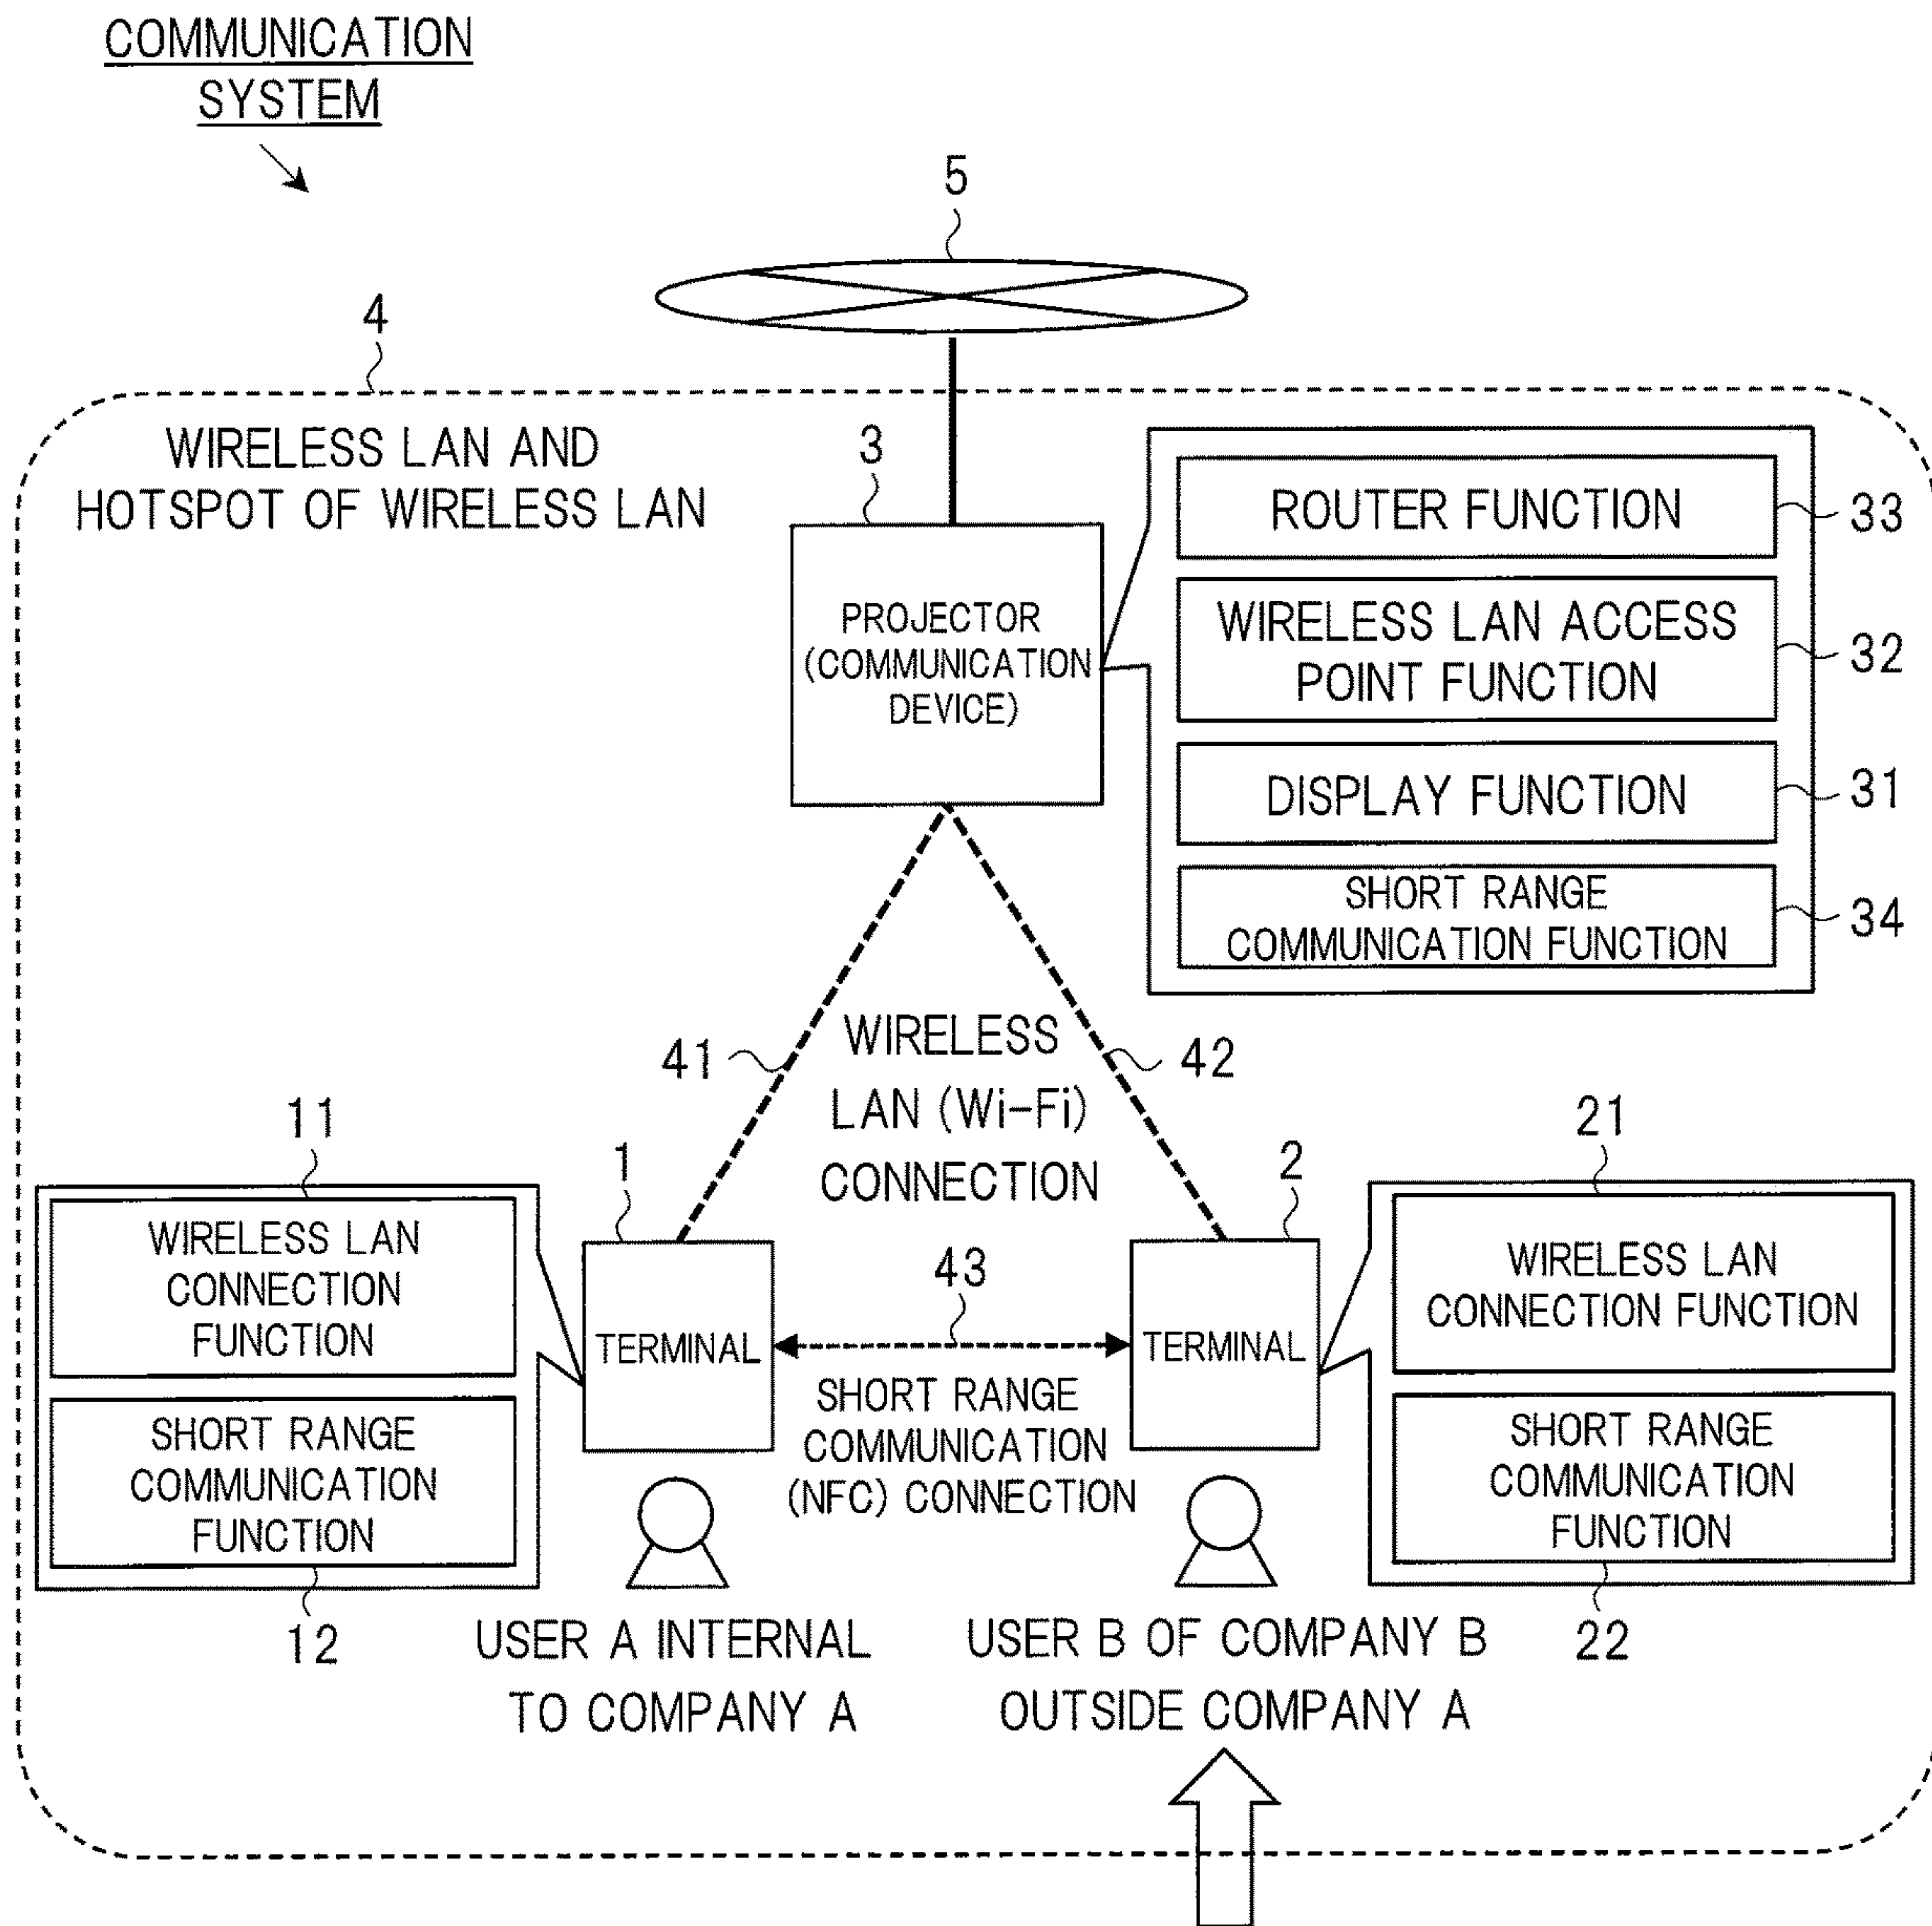 COMMUNICATION
SYSTEM
5
4
WIRELESS LAN AND
HOTSPOT OF WIRELESS LAN
3
PROJECTOR
(COMMUNICATION
DEVICE)
ROUTER FUNCTION
33
WIRELESS LAN ACCESS
POINT FUNCTION
32
DISPLAY FUNCTION
31
SHORT RANGE
COMMUNICATION FUNCTION
34
41
WIRELESS
LAN (Wi-Fi)
CONNECTION
42
11
WIRELESS LAN
CONNECTION
FUNCTION
SHORT RANGE
COMMUNICATION
FUNCTION
12
1
TERMINAL
43
SHORT RANGE
COMMUNICATION
(NFC) CONNECTION
2
TERMINAL
21
WIRELESS LAN
CONNECTION FUNCTION
SHORT RANGE
COMMUNICATION
FUNCTION
22
USER A INTERNAL
TO COMPANY A
USER B OF COMPANY B
OUTSIDE COMPANY A